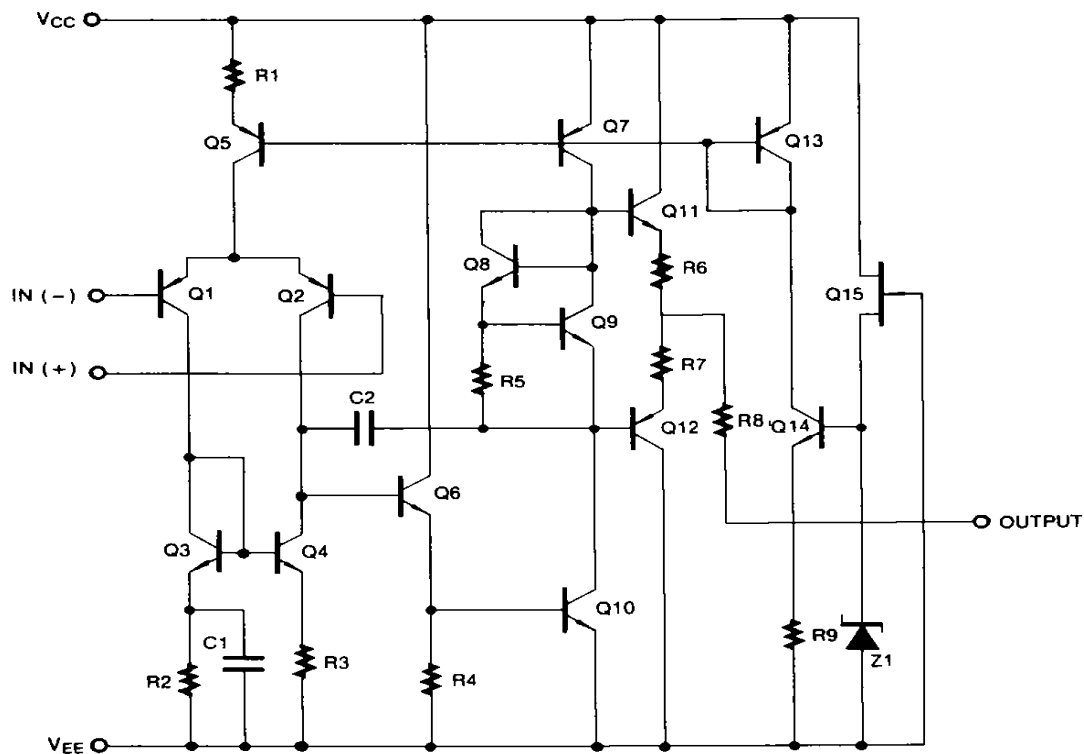 VCC
R1
Q5
Q7
Q13
Q11
Q8
R6
Q1
Q2
IN (-)
Q15
Q9
IN (+)
R5
R7
C2
R8
Q14
Q12
Q6
OUTPUT
Q3
Q4
Q10
C1
R2
R3
R4
R9
Z1
VEE